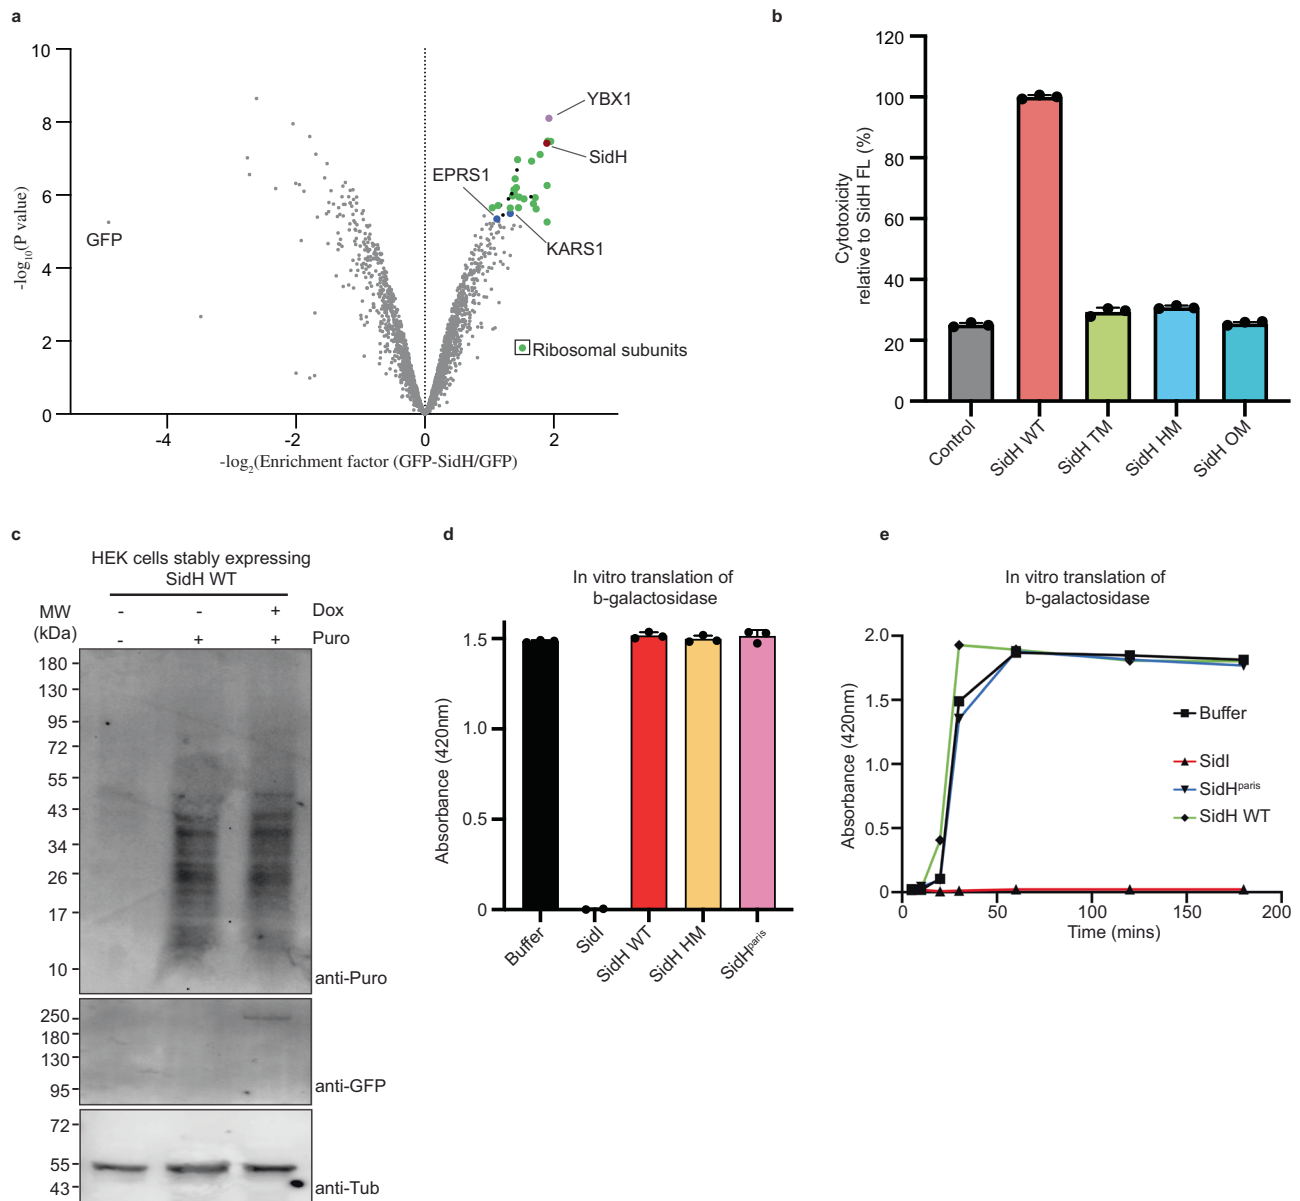 a
10
8
6
4
2
0
-log10(P value)
-4
-2
0
2
-log2(Enrichment factor (GFP-SidH/GFP)
YBX1
SidH
EPRS1
KARS1
GFP
Ribosomal subunits
b
120
100
80
60
40
20
0
Cytotoxicity
relative to SidH FL (%)
Control
SidH WT
SidH TM
SidH HM
SidH OM
c
HEK cells stably expressing
SidH WT
MW
(kDa)
- - + Dox
- + + Puro
180
130
95
72
55
43
34
26
17
10
anti-Puro
250
180
130
95
anti-GFP
72
55
43
anti-Tub
d
In vitro translation of
b-galactosidase
1.5
1.0
0.5
0
Absorbance (420nm)
Buffer
SidI
SidH WT
SidH HM
SidHparis
e
In vitro translation of
b-galactosidase
2.0
1.5
1.0
0.5
0
Absorbance (420nm)
0
50
100
150
200
Time (mins)
Buffer
SidI
SidHparis
SidH WT